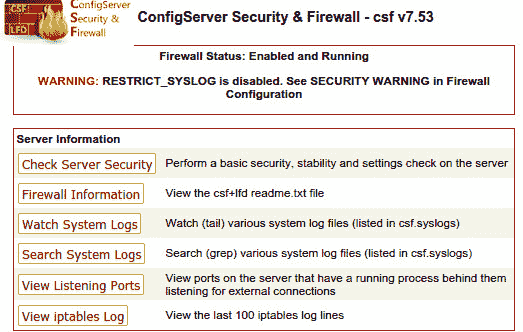 ConfigServer
Security &
Firewall
CSF
LFD
ConfigServer Security & Firewall - csf v7.53
Firewall Status: Enabled and Running
WARNING: RESTRICT_SYSLOG is disabled. See SECURITY WARNING in Firewall
Configuration
Server Information
Check Server Security Perform a basic security, stability and settings check on the server
Firewall Information View the csf+lfd readme.txt file
Watch System Logs Watch (tail) various system log files (listed in csf.syslogs)
Search System Logs Search (grep) various system log files (listed in csf.syslogs)
View Listening Ports View ports on the server that have a running process behind them
listening for external connections
View iptables Log View the last 100 iptables log lines